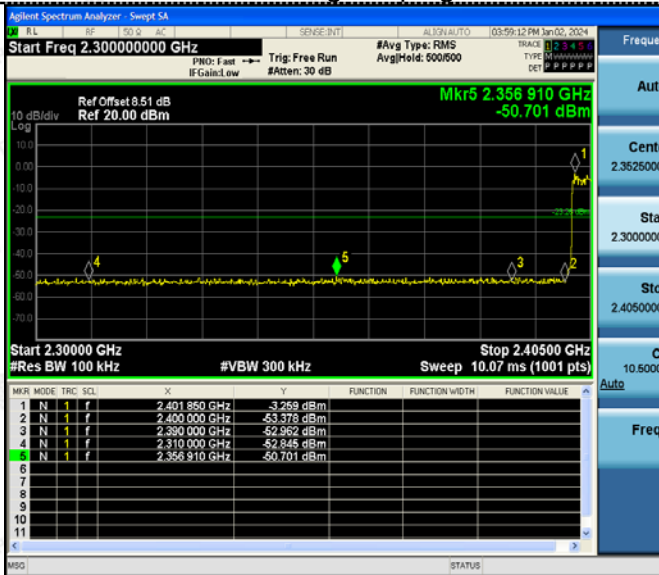 Agilent Spectrum Analyzer - Swept SA
RL RF 50 Ω AC SENSE:INT ALIGNAUTO 03:59:12 PM Jan 02, 2024
Start Freq 2.300000000 GHz
PNO: Fast
IFGain:Low
Trig: Free Run
#Atten: 30 dB
#Avg Type: RMS
Avg|Hold: 500/500
TRACE 1 2 3 4 5 6
TYPE M
DET P P P P P P
Ref Offset 8.51 dB
Ref 20.00 dBm
10 dB/div
Log
Mkr5 2.356 910 GHz
-50.701 dBm
10.0
0.00
-10.0
-20.0
-30.0
-40.0
-50.0
-60.0
-70.0
1
2
3
4
5
Start 2.30000 GHz
#Res BW 100 kHz
#VBW 300 kHz
Stop 2.40500 GHz
Sweep 10.07 ms (1001 pts)
MKR MODE TRC SCL X Y FUNCTION FUNCTION WIDTH FUNCTION VALUE
1 N 1 f 2.401 850 GHz -3.259 dBm
2 N 1 f 2.400 000 GHz -53.378 dBm
3 N 1 f 2.390 000 GHz -52.962 dBm
4 N 1 f 2.310 000 GHz -52.845 dBm
5 N 1 f 2.356 910 GHz -50.701 dBm
6
7
8
9
10
11
MSG STATUS
Freque
Aut
Cent
2.3525000
Sta
2.3000000
Sto
2.4050000
C
10.5000
Auto
Freq